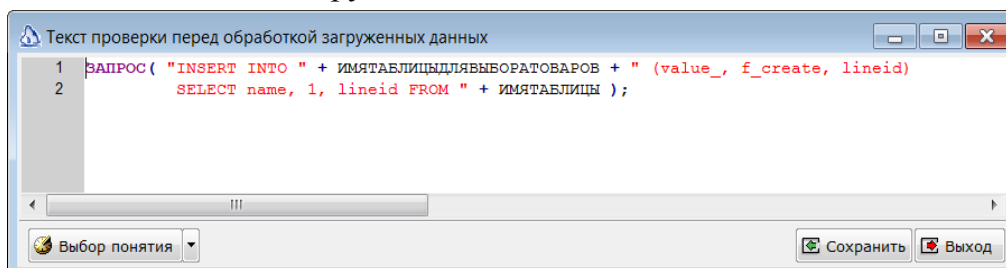 Текст проверки перед обработкой загруженных данных
1 ЗАПРОС( "INSERT INTO " + ИМЯТАБЛИЦЫДЛЯВЫБОРАТОВАРОВ + " (value_, f_create, lineid)
2 SELECT name, 1, lineid FROM " + ИМЯТАБЛИЦЫ );
Выбор понятия Сохранить Выход